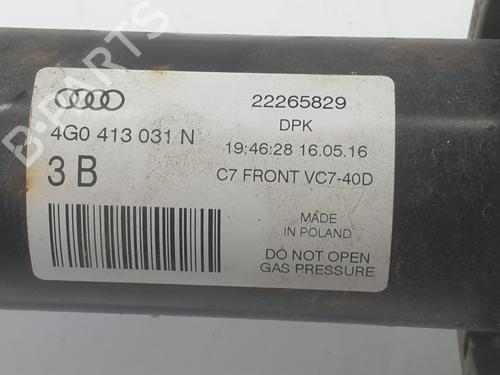 22265829
DPK
4G0 413 031 N
19:46:28 16.05.16
3 B
C7 FRONT VC7-40D
MADE
IN POLAND
DO NOT OPEN
GAS PRESSURE
B-PARTS